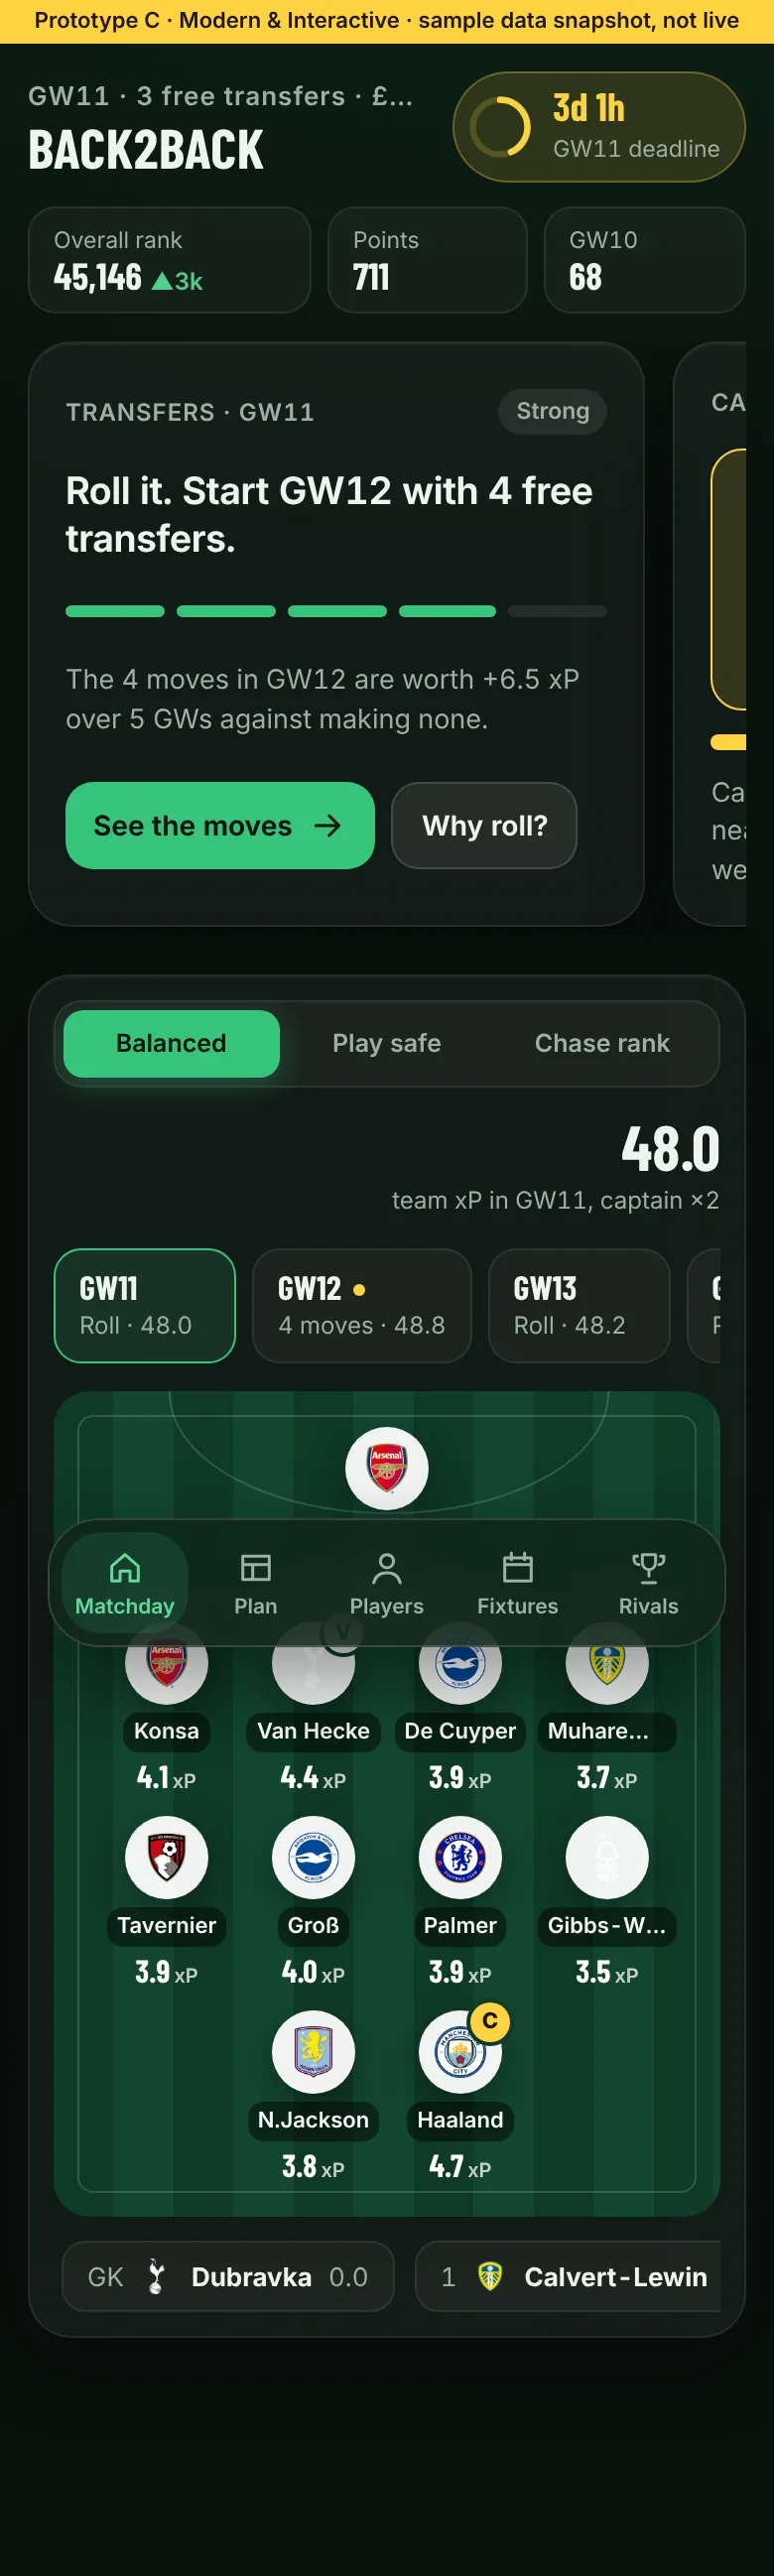 Prototype C · Modern & Interactive · sample data snapshot, not live
GW11 · 3 free transfers · £…
BACK2BACK
3d 1h
GW11 deadline
Overall rank
45,146 ▲3k
Points
711
GW10
68
TRANSFERS · GW11
Strong
CA
Roll it. Start GW12 with 4 free
transfers.
The 4 moves in GW12 are worth +6.5 xP
over 5 GWs against making none.
Ca
nea
we
See the moves →
Why roll?
Balanced
Play safe
Chase rank
48.0
team xP in GW11, captain ×2
GW11
Roll · 48.0
GW12
4 moves · 48.8
GW13
Roll · 48.2
Arsenal
Matchday
Plan
Players
Fixtures
Rivals
V
Arsenal
Konsa
Van Hecke
De Cuyper
Muhare…
4.1 xP
4.4 xP
3.9 xP
3.7 xP
CHELSEA
Tavernier
Groß
Palmer
Gibbs-W…
3.9 xP
4.0 xP
3.9 xP
3.5 xP
C
CITY
N.Jackson
Haaland
3.8 xP
4.7 xP
GK Dubravka 0.0
1 Calvert-Lewin